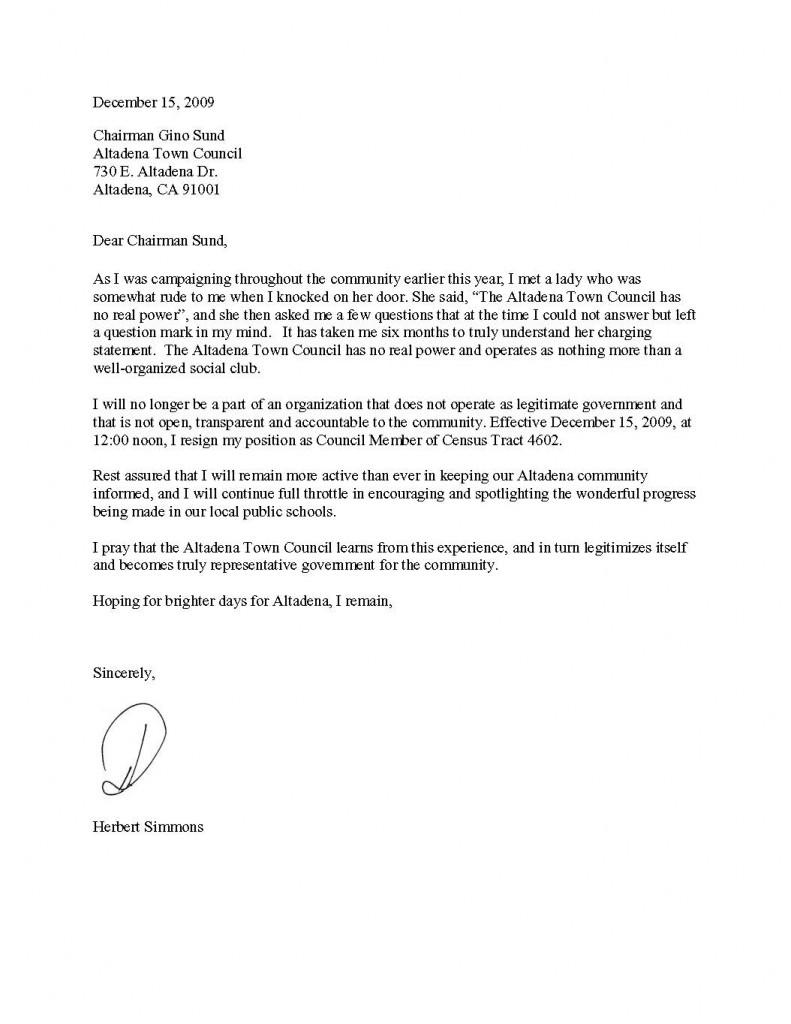 December 15, 2009
Chairman Gino Sund
Altadena Town Council
730 E. Altadena Dr.
Altadena, CA 91001
Dear Chairman Sund,
As I was campaigning throughout the community earlier this year, I met a lady who was
somewhat rude to me when I knocked on her door. She said, “The Altadena Town Council has
no real power”, and she then asked me a few questions that at the time I could not answer but left
a question mark in my mind.   It has taken me six months to truly understand her charging
statement.  The Altadena Town Council has no real power and operates as nothing more than a
well-organized social club.
I will no longer be a part of an organization that does not operate as legitimate government and
that is not open, transparent and accountable to the community. Effective December 15, 2009, at
12:00 noon, I resign my position as Council Member of Census Tract 4602.
Rest assured that I will remain more active than ever in keeping our Altadena community
informed, and I will continue full throttle in encouraging and spotlighting the wonderful progress
being made in our local public schools.
I pray that the Altadena Town Council learns from this experience, and in turn legitimizes itself
and becomes truly representative government for the community.
Hoping for brighter days for Altadena, I remain,
Sincerely,
Herbert Simmons